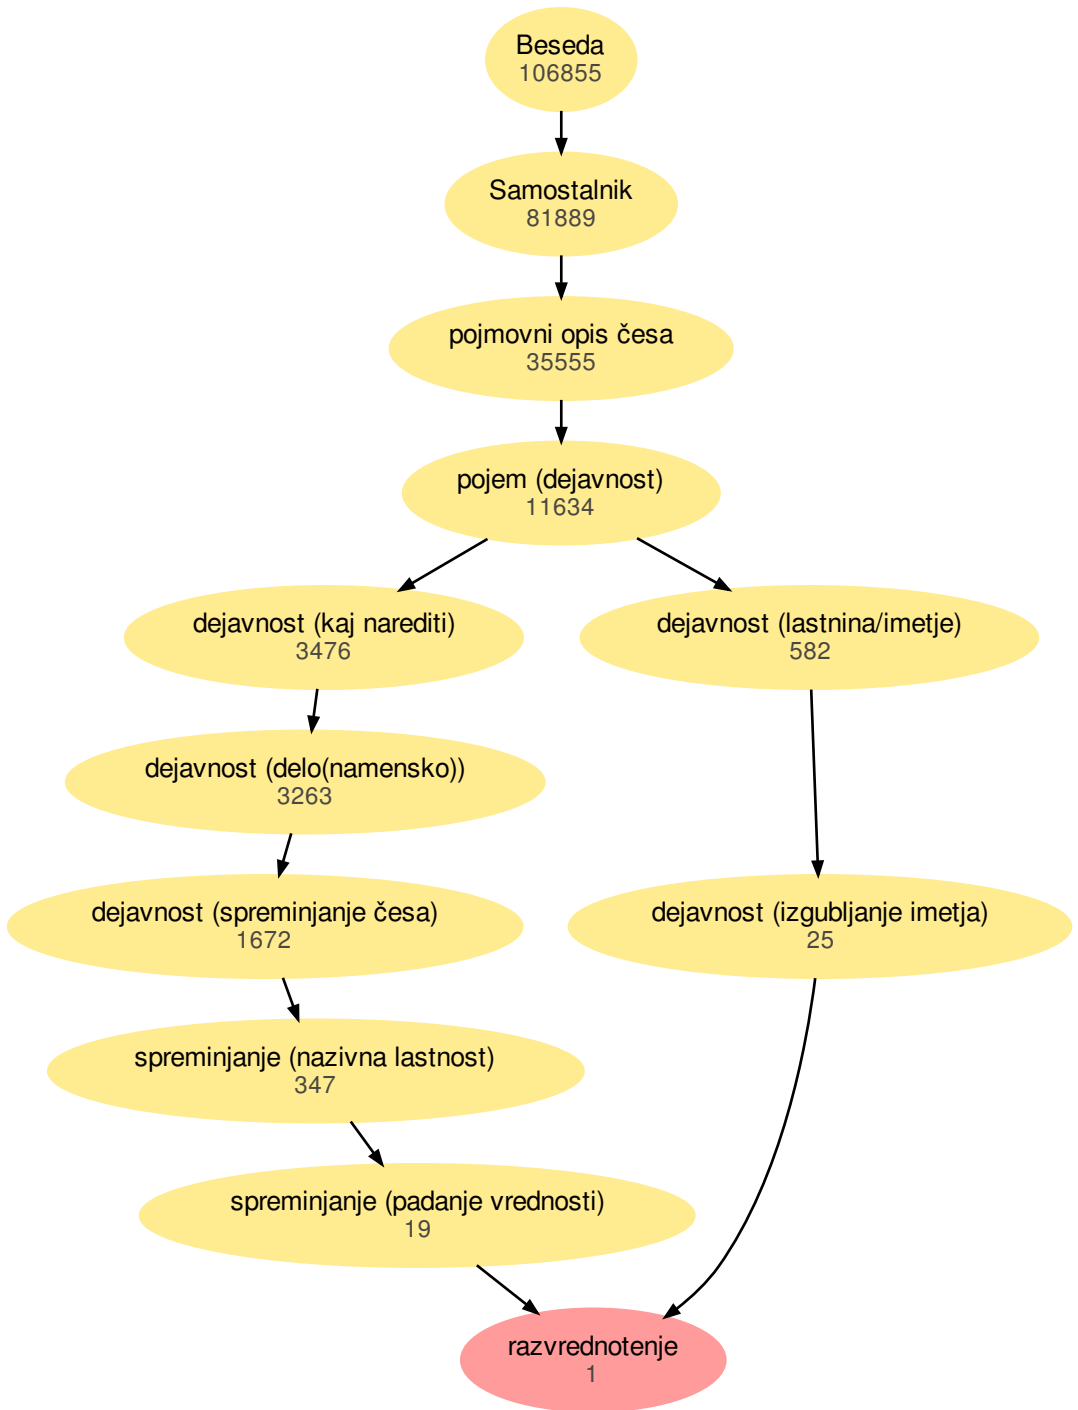 Beseda
106855
Samostalnik
81889
pojmovni opis česa
35555
pojem (dejavnost)
11634
dejavnost (kaj narediti)
3476
dejavnost (lastnina/imetje)
582
dejavnost (delo(namensko))
3263
dejavnost (spreminjanje česa)
1672
dejavnost (izgubljanje imetja)
25
spreminjanje (nazivna lastnost)
347
spreminjanje (padanje vrednosti)
19
razvrednotenje
1